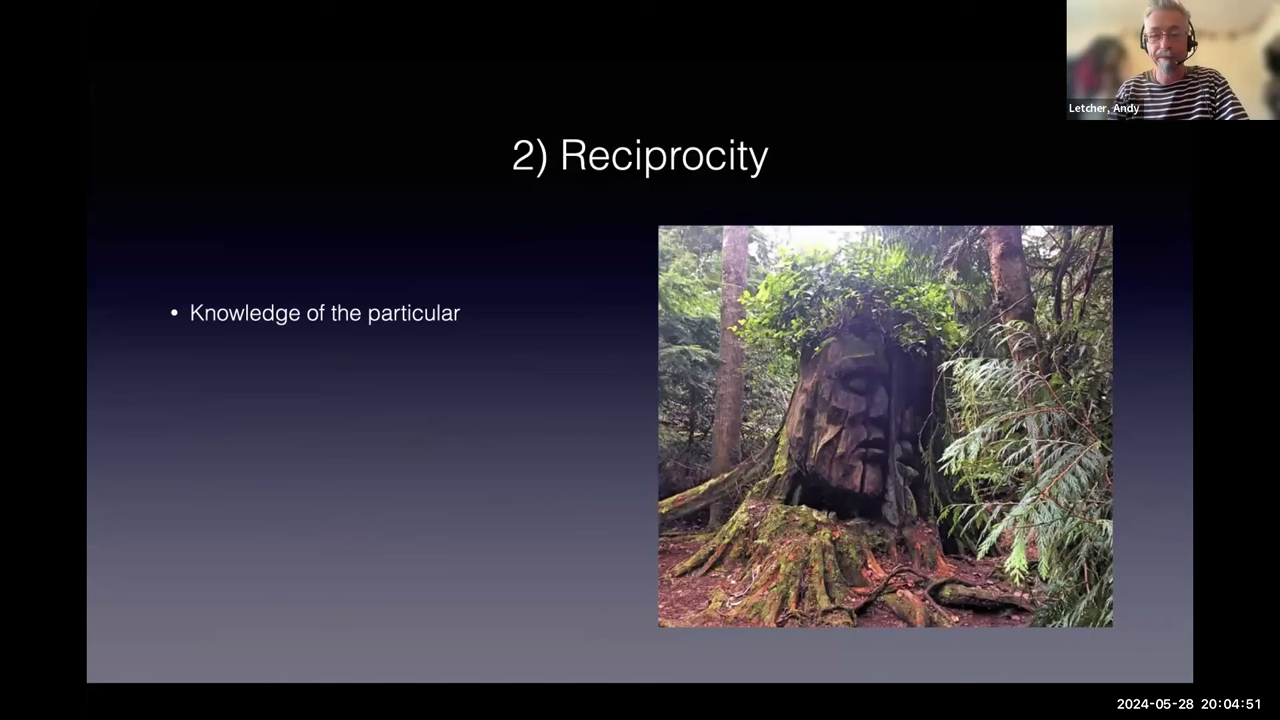 Letcher, Andy
2) Reciprocity
• Knowledge of the particular
2024-05-28 20:04:51